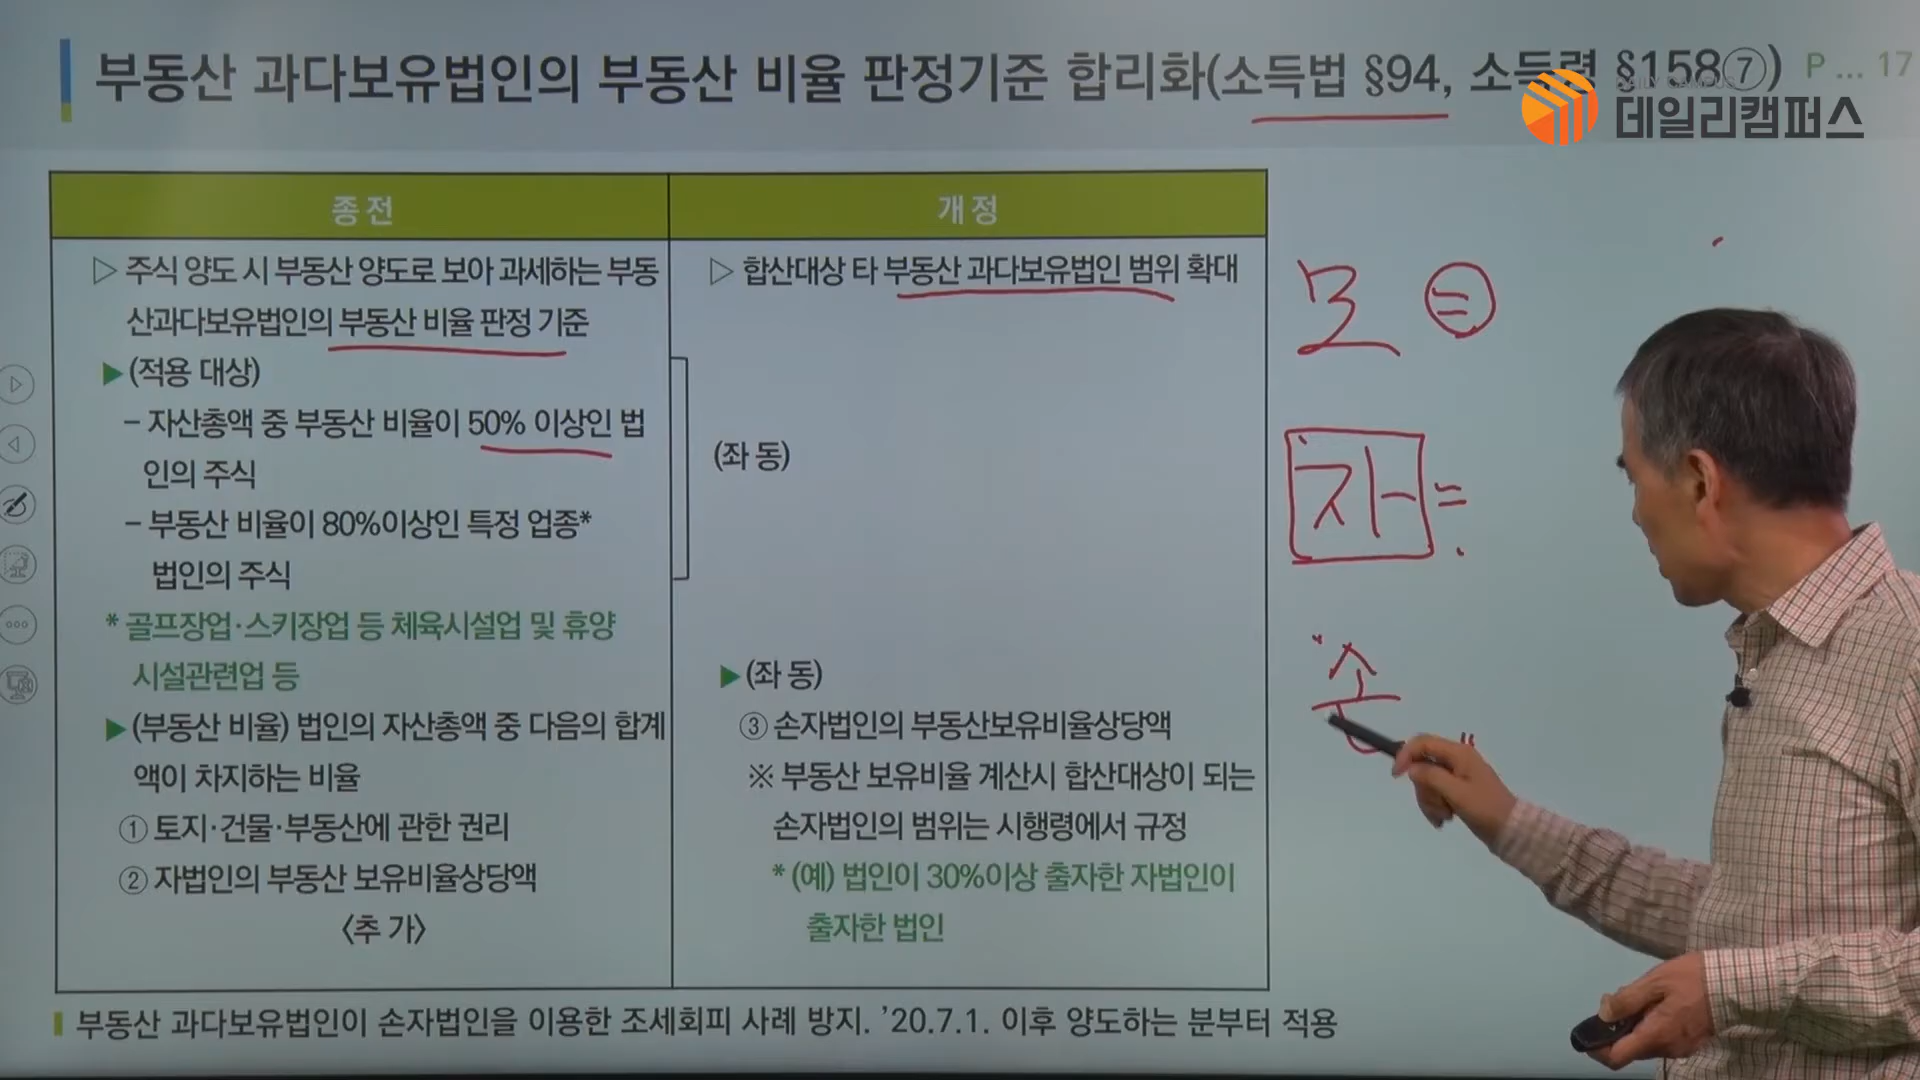 부동산 과다보유법인의 부동산 비율 판정기준 합리화(소득법 §94, 소득령 §158⑦)
P ... 17
데일리캠퍼스
종 전
개 정
▷ 주식 양도 시 부동산 양도로 보아 과세하는 부동
산과다보유법인의 부동산 비율 판정 기준
▶ (적용 대상)
– 자산총액 중 부동산 비율이 50% 이상인 법
인의 주식
– 부동산 비율이 80%이상인 특정 업종*
법인의 주식
* 골프장업·스키장업 등 체육시설업 및 휴양
시설관련업 등
▶ (부동산 비율) 법인의 자산총액 중 다음의 합계
액이 차지하는 비율
① 토지·건물·부동산에 관한 권리
② 자법인의 부동산 보유비율상당액
〈추 가〉
▷ 합산대상 타 부동산 과다보유법인 범위 확대
(좌 동)
▶ (좌 동)
③ 손자법인의 부동산보유비율상당액
※ 부동산 보유비율 계산시 합산대상이 되는
손자법인의 범위는 시행령에서 규정
* (예) 법인이 30%이상 출자한 자법인이
출자한 법인
모 =
자 =
손
부동산 과다보유법인이 손자법인을 이용한 조세회피 사례 방지. ’20.7.1. 이후 양도하는 분부터 적용